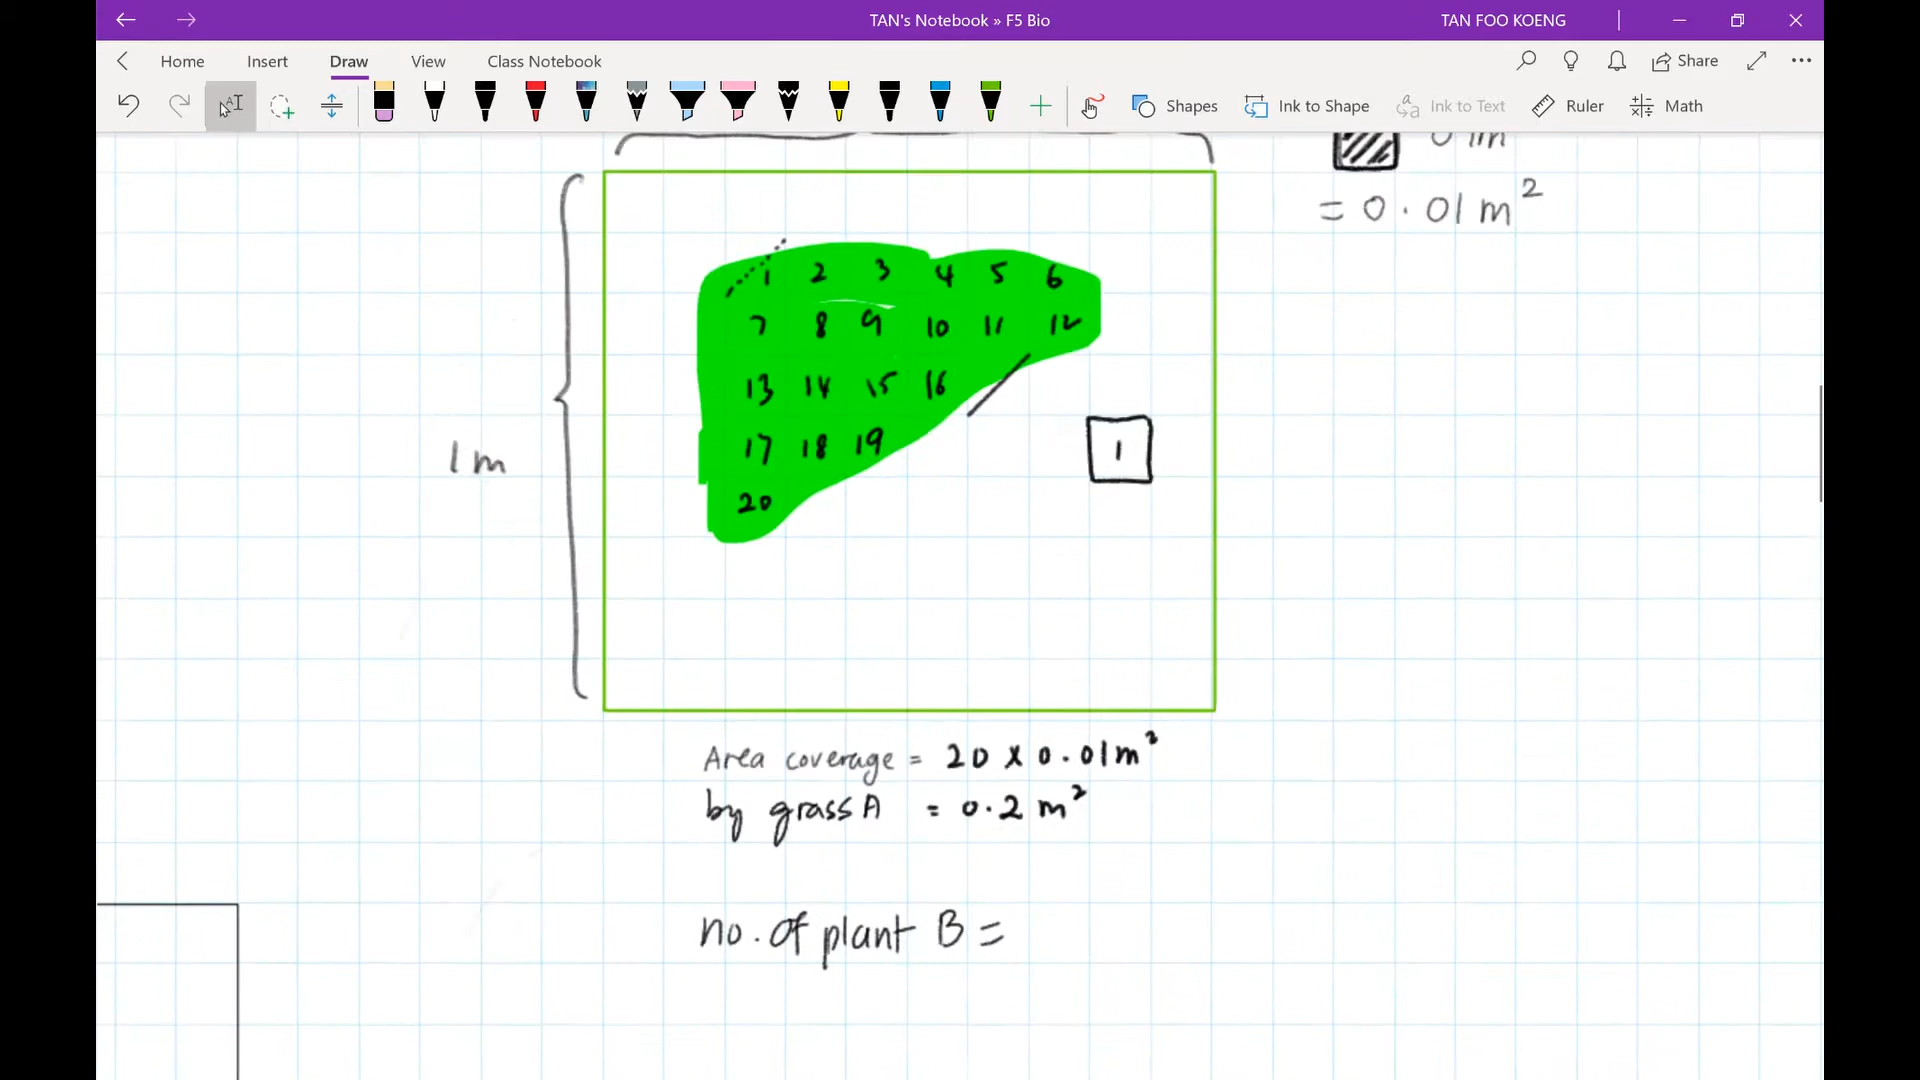 TAN's Notebook » F5 Bio
TAN FOO KOENG
Home Insert Draw View Class Notebook
Share
Shapes Ink to Shape Ink to Text Ruler Math
= 0.01 m²
1 2 3 4 5 6
7 8 9 10 11 12
13 14 15 16
17 18 19
20
1
1 m
Area coverage = 20 x 0.01 m²
by grass A = 0.2 m²
no. of plant B =